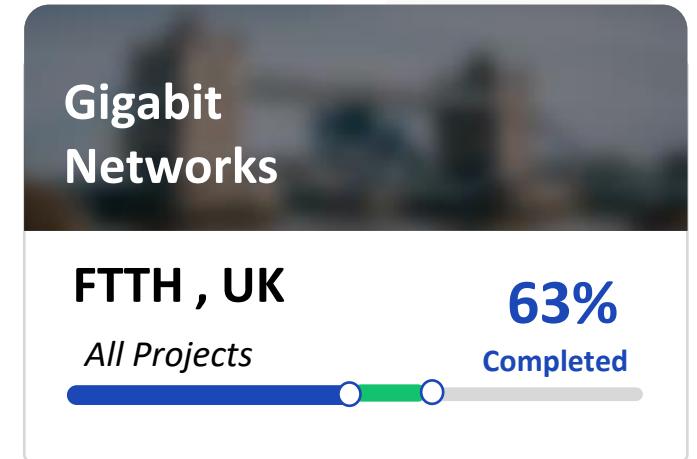 Gigabit
Networks
FTTH , UK
63%
All Projects
Completed